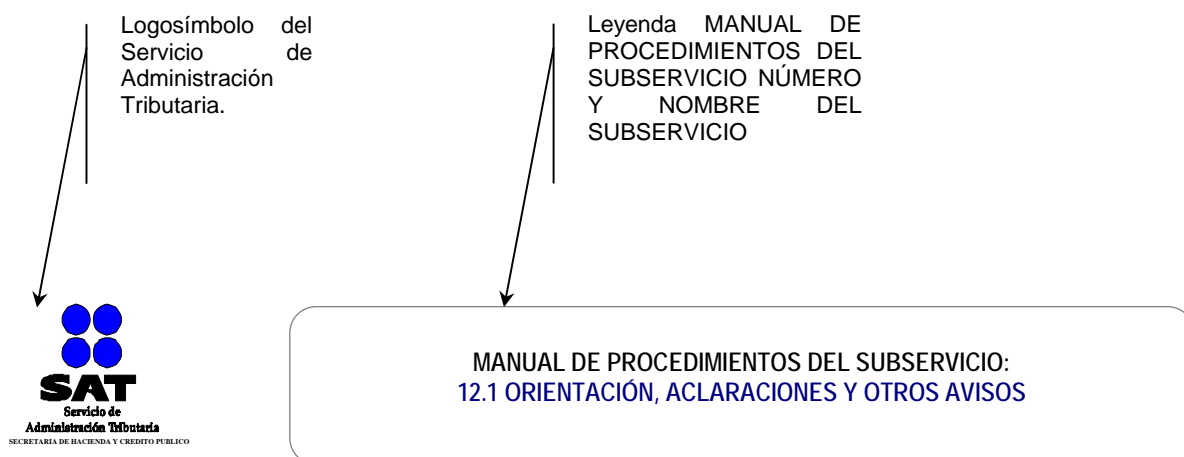 Logosímbolo del
Servicio de
Administración
Tributaria.
Leyenda MANUAL DE
PROCEDIMIENTOS DEL
SUBSERVICIO NÚMERO
Y NOMBRE DEL
SUBSERVICIO
SAT
Servicio de
Administración Tributaria
SECRETARIA DE HACIENDA Y CREDITO PUBLICO
MANUAL DE PROCEDIMIENTOS DEL SUBSERVICIO:
12.1 ORIENTACIÓN, ACLARACIONES Y OTROS AVISOS